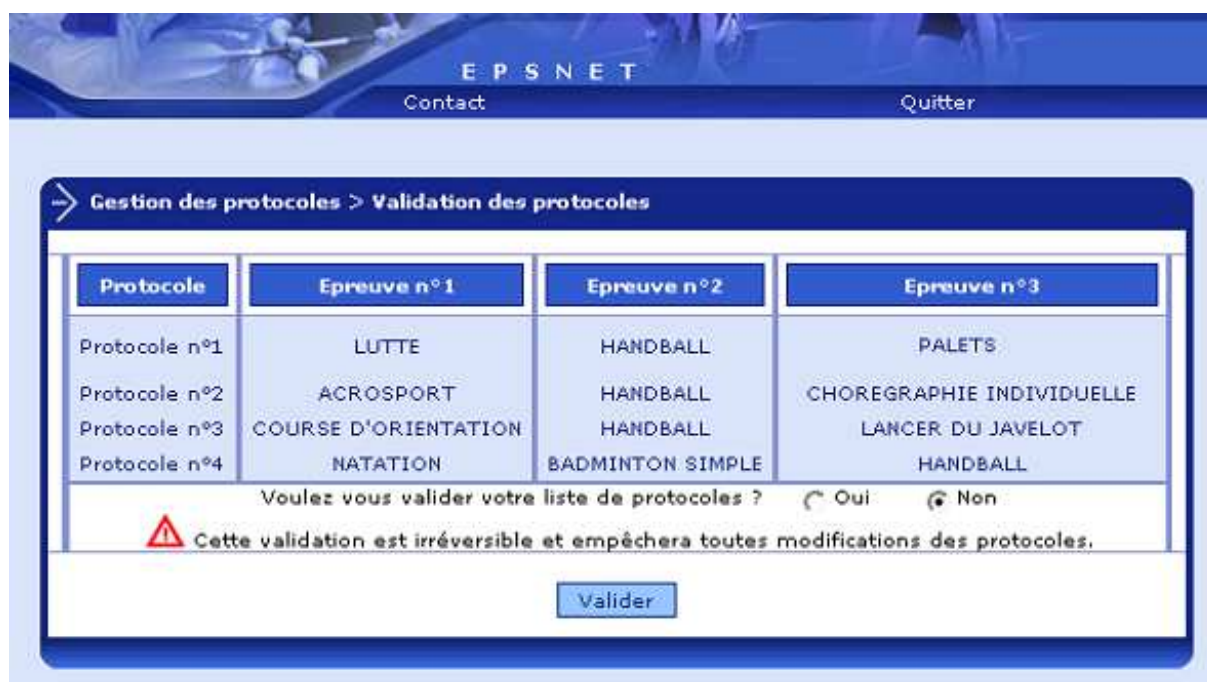 EPSNET
Contact Quitter
Gestion des protocoles > Validation des protocoles
Protocole Epreuve n°1 Epreuve n°2 Epreuve n°3
Protocole n°1 LUTTE HANDBALL PALETS
Protocole n°2 ACROSPORT HANDBALL CHOREGRAPHIE INDIVIDUELLE
Protocole n°3 COURSE D'ORIENTATION HANDBALL LANCER DU JAVELOT
Protocole n°4 NATATION BADMINTON SIMPLE HANDBALL
Voulez vous valider votre liste de protocoles ? Oui Non
Cette validation est irréversible et empêchera toutes modifications des protocoles.
Valider